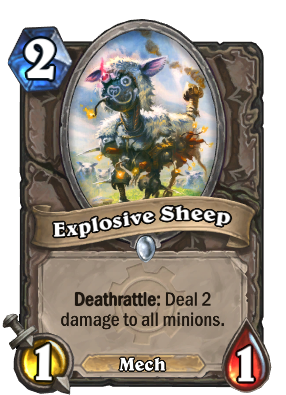 2
Explosive Sheep
Deathrattle: Deal 2
damage to all minions.
1
Mech
1